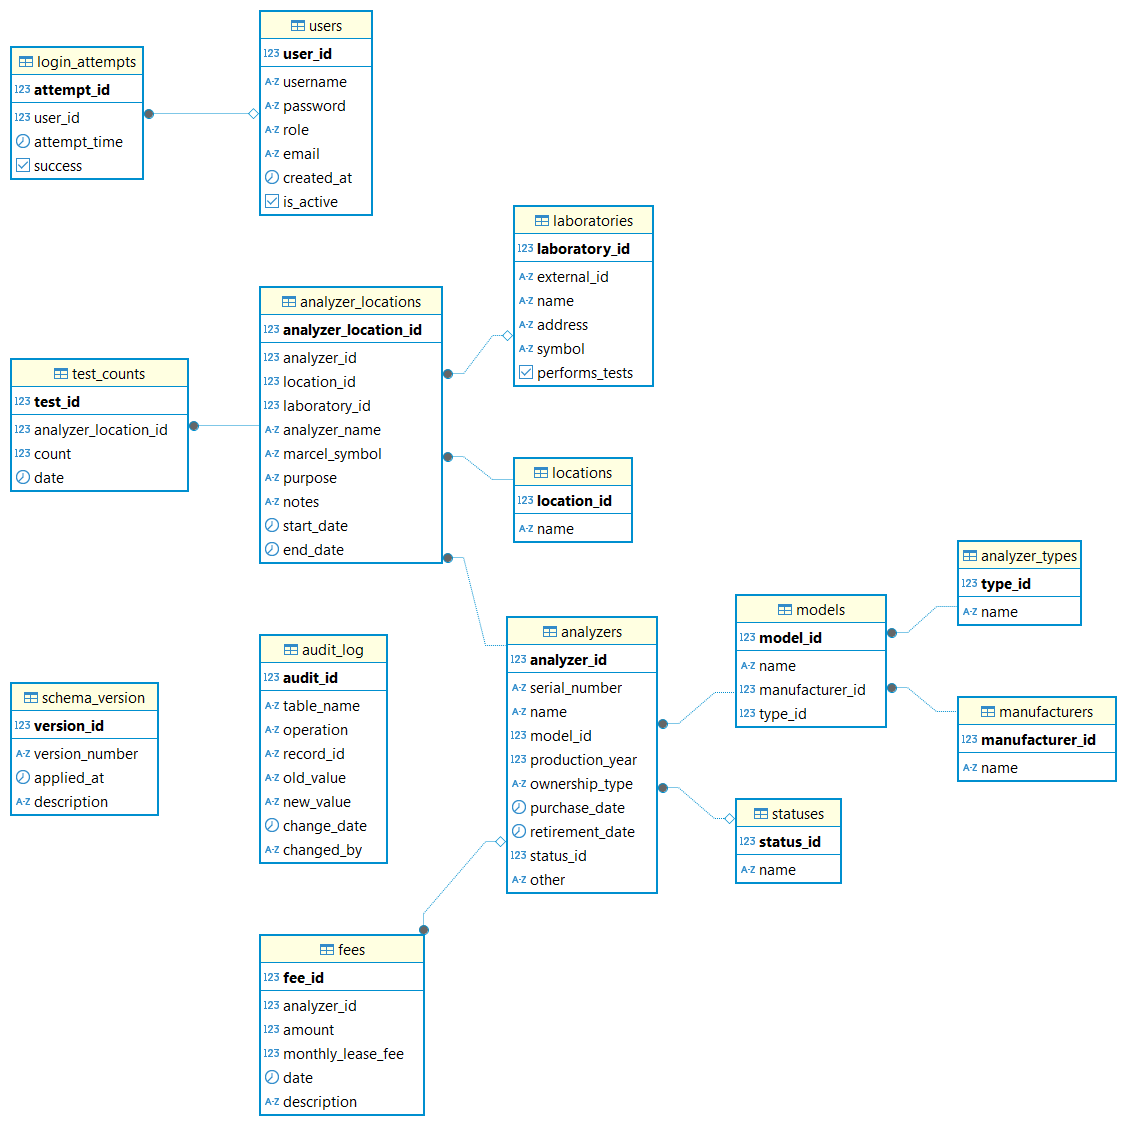 users
123 user_id
A-Z username
A-Z password
A-Z role
A-Z email
created_at
is_active
login_attempts
123 attempt_id
123 user_id
attempt_time
success
laboratories
123 laboratory_id
A-Z external_id
A-Z name
A-Z address
A-Z symbol
performs_tests
analyzer_locations
123 analyzer_location_id
123 analyzer_id
123 location_id
123 laboratory_id
A-Z analyzer_name
A-Z marcel_symbol
A-Z purpose
A-Z notes
start_date
end_date
test_counts
123 test_id
123 analyzer_location_id
123 count
date
locations
123 location_id
A-Z name
analyzer_types
123 type_id
A-Z name
models
123 model_id
A-Z name
123 manufacturer_id
123 type_id
analyzers
123 analyzer_id
A-Z serial_number
A-Z name
123 model_id
123 production_year
A-Z ownership_type
purchase_date
retirement_date
123 status_id
A-Z other
audit_log
123 audit_id
A-Z table_name
A-Z operation
A-Z record_id
A-Z old_value
A-Z new_value
change_date
A-Z changed_by
schema_version
123 version_id
A-Z version_number
applied_at
A-Z description
manufacturers
123 manufacturer_id
A-Z name
statuses
123 status_id
A-Z name
fees
123 fee_id
123 analyzer_id
123 amount
123 monthly_lease_fee
date
A-Z description